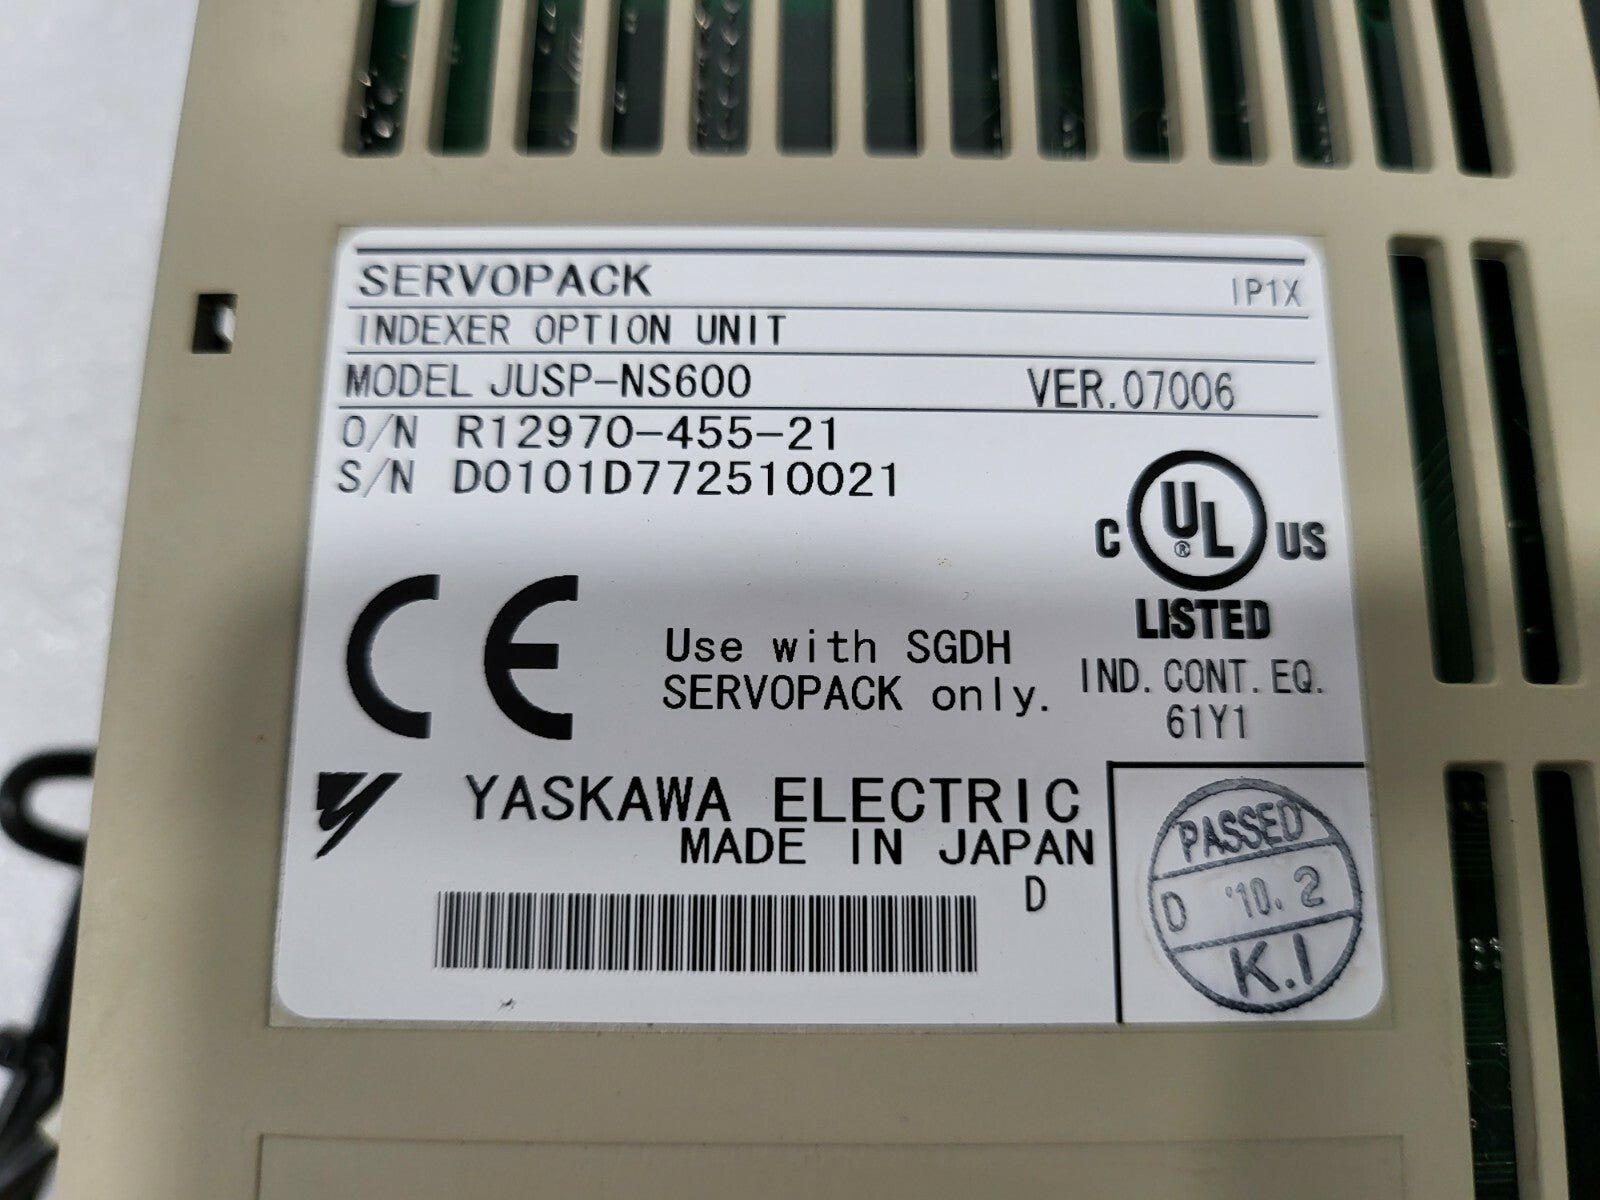 SERVOPACK IP1X
INDEXER OPTION UNIT
MODEL JUSP-NS600 VER.07006
O/N R12970-455-21
S/N D0101D772510021
C UL® US
LISTED
IND. CONT. EQ.
61Y1
CE
Use with SGDH
SERVOPACK only.
YASKAWA ELECTRIC
MADE IN JAPAN
D
PASSED
D '10. 2
K.I